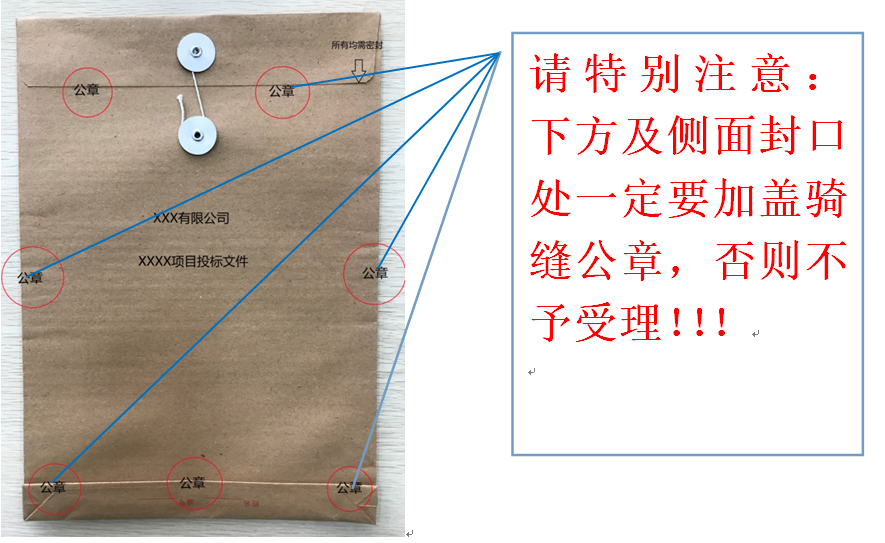 所有均需密封
公章
公章
XXX有限公司
XXXX项目投标文件
公章
公章
公章
公章
公章
请特别注意：
下方及侧面封口
处一定要加盖骑
缝公章，否则不
予受理!!!